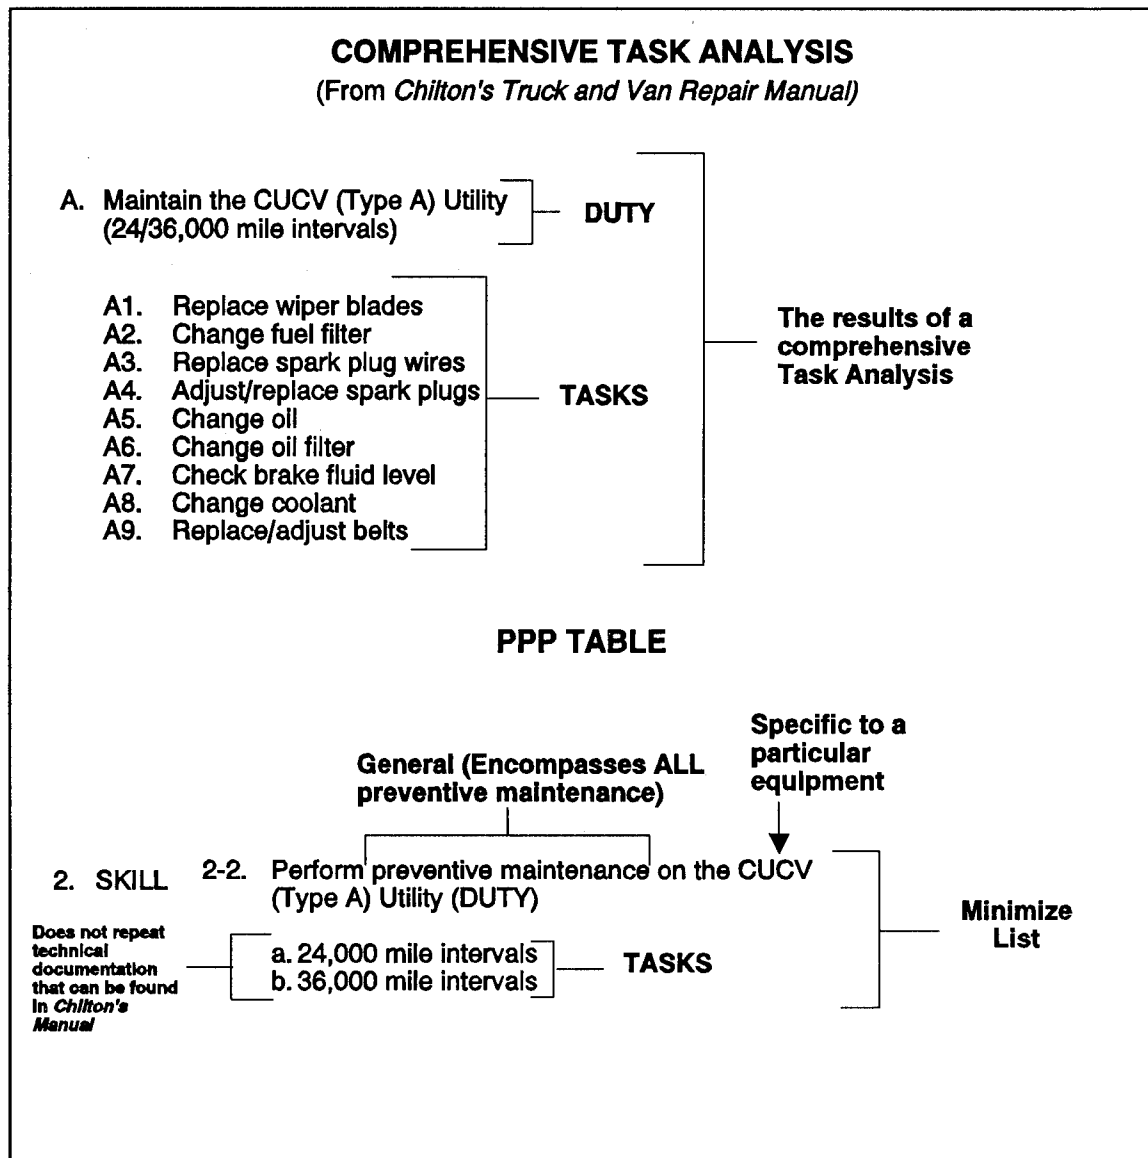 COMPREHENSIVE TASK ANALYSIS
(From Chilton's Truck and Van Repair Manual)
A. Maintain the CUCV (Type A) Utility
(24/36,000 mile intervals)
DUTY
A1. Replace wiper blades
A2. Change fuel filter
A3. Replace spark plug wires
A4. Adjust/replace spark plugs
A5. Change oil
A6. Change oil filter
A7. Check brake fluid level
A8. Change coolant
A9. Replace/adjust belts
TASKS
The results of a
comprehensive
Task Analysis
PPP TABLE
Specific to a
particular
equipment
General (Encompasses ALL
preventive maintenance)
2. SKILL
2-2. Perform preventive maintenance on the CUCV
(Type A) Utility (DUTY)
Does not repeat
technical
documentation
that can be found
in Chilton's
Manual
a. 24,000 mile intervals
b. 36,000 mile intervals
TASKS
Minimize
List